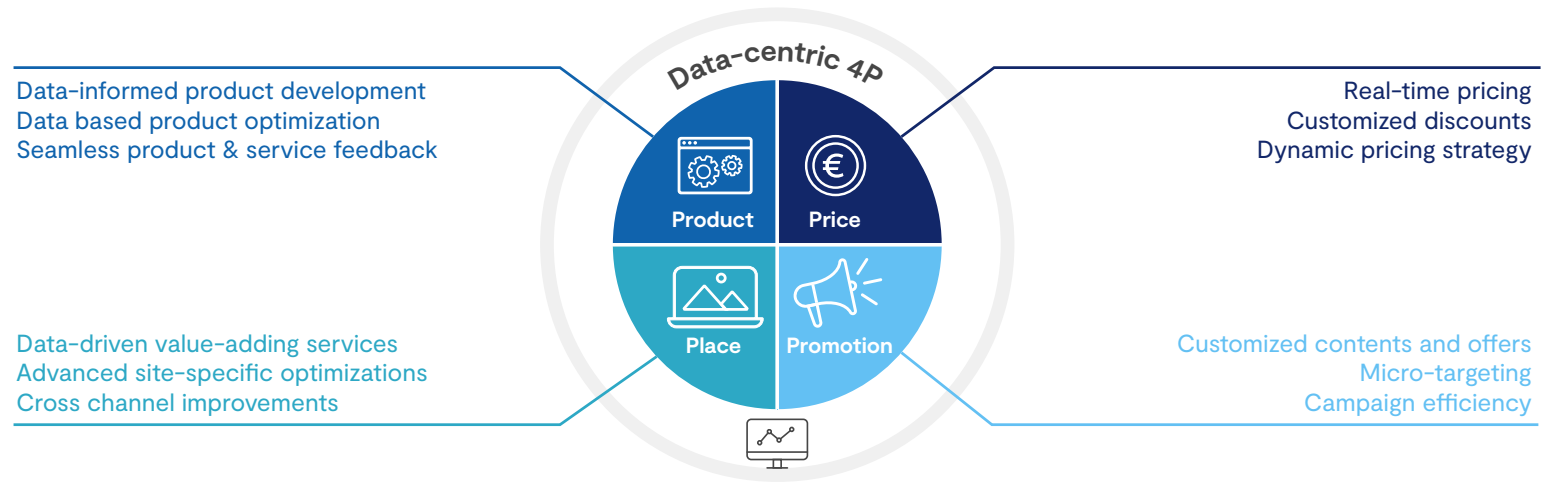 Data-centric 4P
Data-informed product development
Data based product optimization
Seamless product & service feedback
Real-time pricing
Customized discounts
Dynamic pricing strategy
€
Product
Price
Place
Promotion
Data-driven value-adding services
Advanced site-specific optimizations
Cross channel improvements
Customized contents and offers
Micro-targeting
Campaign efficiency